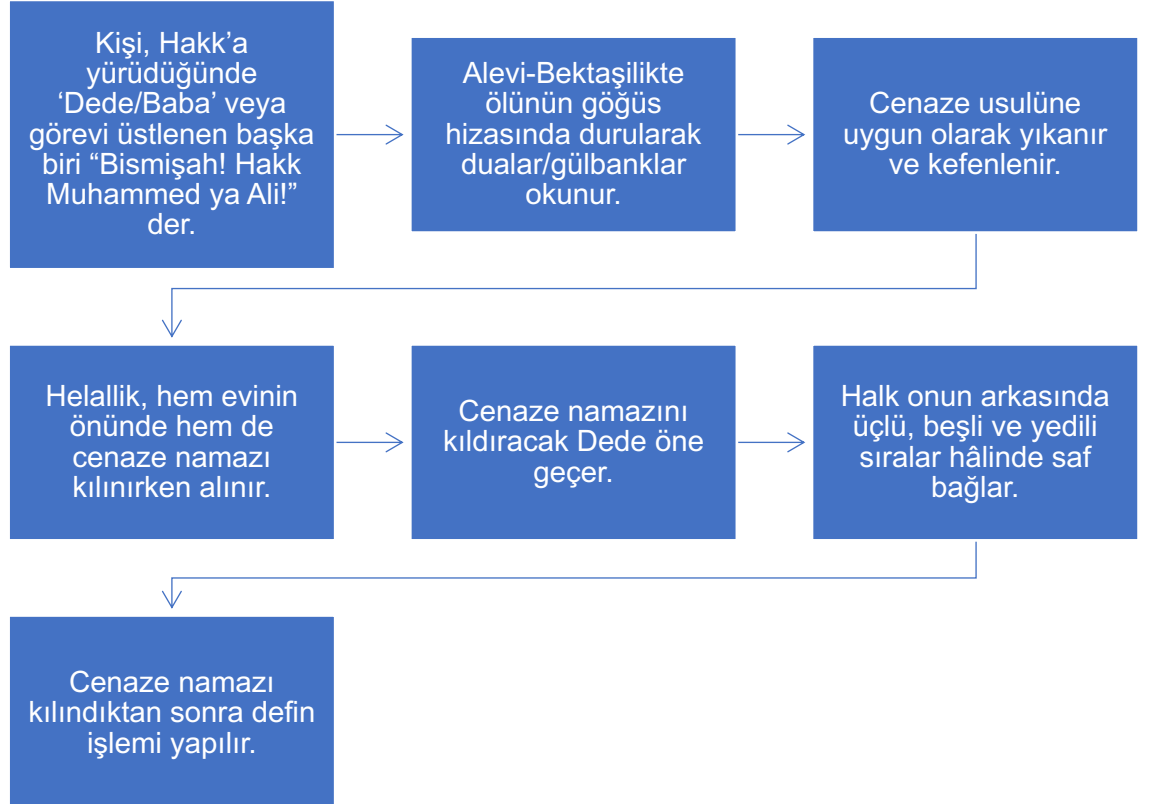 Kişi, Hakk’a
yürüdüğünde
‘Dede/Baba’ veya
görevi üstlenen başka
biri “Bismişah! Hakk
Muhammed ya Ali!”
der.
Alevi-Bektaşilikte
ölünün göğüs
hizasında durularak
dualar/gülbanklar
okunur.
Cenaze usulüne
uygun olarak yıkanır
ve kefenlenir.
Helallik, hem evinin
önünde hem de
cenaze namazı
kılınırken alınır.
Cenaze namazını
kıldıracak Dede öne
geçer.
Halk onun arkasında
üçlü, beşli ve yedili
sıralar hâlinde saf
bağlar.
Cenaze namazı
kılındıktan sonra defin
işlemi yapılır.